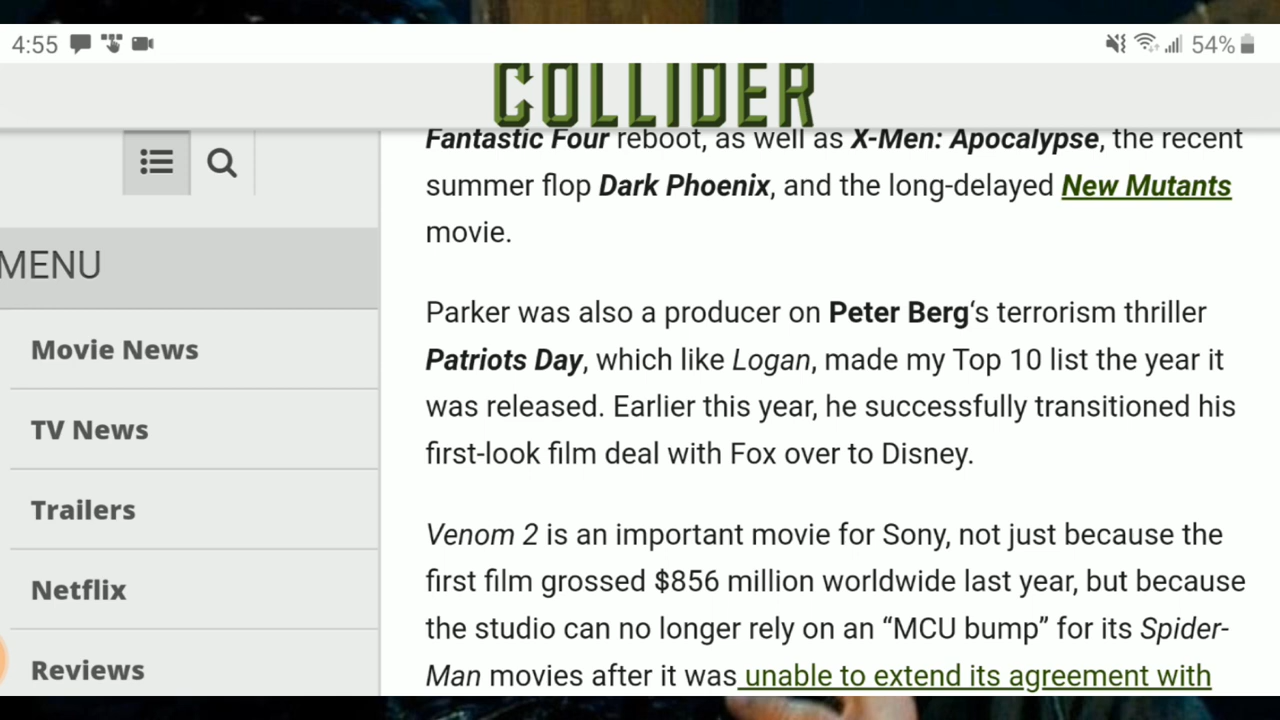 4:55
54%
COLLIDER
Fantastic Four reboot, as well as X-Men: Apocalypse, the recent
summer flop Dark Phoenix, and the long-delayed New Mutants
movie.
MENU
Movie News
TV News
Trailers
Netflix
Reviews
Parker was also a producer on Peter Berg‘s terrorism thriller
Patriots Day, which like Logan, made my Top 10 list the year it
was released. Earlier this year, he successfully transitioned his
first-look film deal with Fox over to Disney.
Venom 2 is an important movie for Sony, not just because the
first film grossed $856 million worldwide last year, but because
the studio can no longer rely on an “MCU bump” for its Spider-
Man movies after it was unable to extend its agreement with